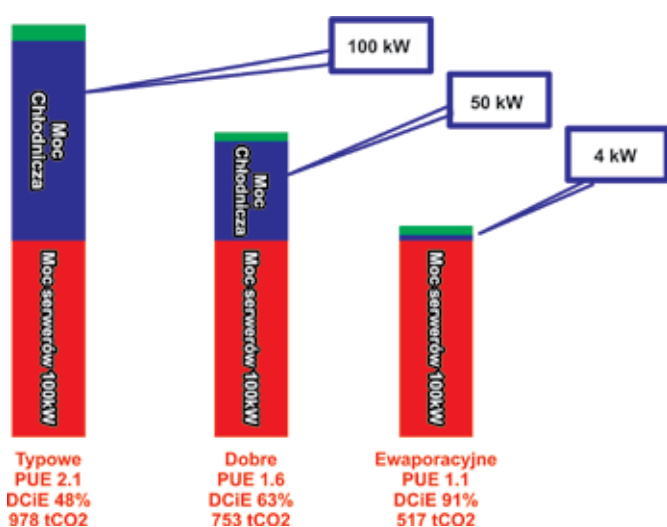 100 kW
50 kW
4 kW
Moc
Chłodnicza
Moc serwerów 100kW
Moc
Chłodnicza
Moc serwerów 100kW
Moc serwerów 100kW
Typowe
PUE 2.1
DCiE 48%
978 tCO2
Dobre
PUE 1.6
DCiE 63%
753 tCO2
Ewaporacyjne
PUE 1.1
DCiE 91%
517 tCO2